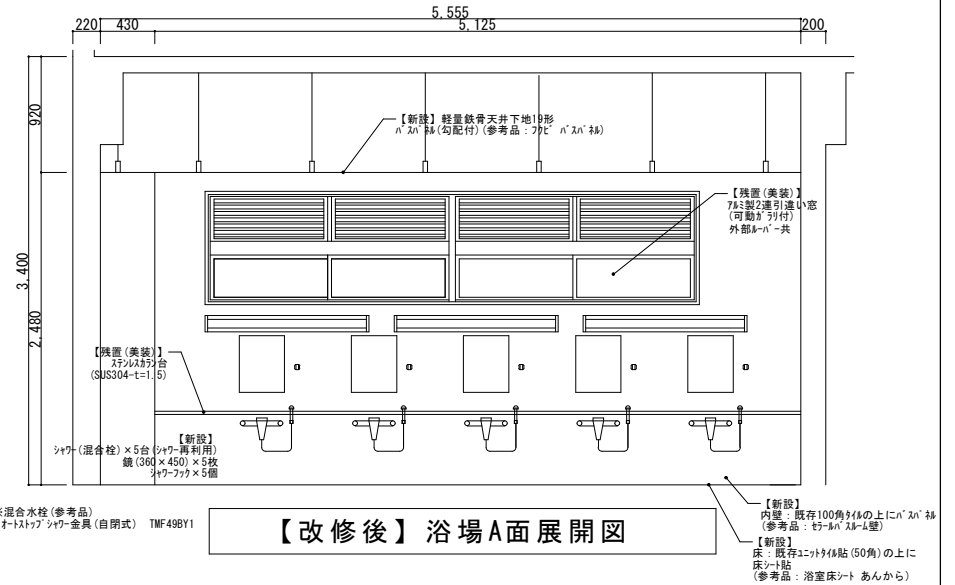 5,555
220
430
5,125
200
920
3,400
2,480
【新設】軽量鉄骨天井下地19形
バスパネル(勾配付)(参考品：フクビ バスパネル)
【残置(美装)】
アルミ製2連引違い窓
(可動ガラリ付)
外部ルーバー共
【残置(美装)】
ステンレスカラン台
(SUS304-t=1.5)
【新設】
シャワー(混合栓)×5台(シャワー再利用)
鏡(360×450)×5枚
シャワーフック×5個
※混合水栓(参考品)
オートストップシャワー金具(自閉式) TMF49BY1
【改修後】浴場A面展開図
【新設】
内壁：既存100角タイルの上にバスパネル
(参考品：セラールバスルーム壁)
【新設】
床：既存ユニットタイル貼(50角)の上に
床シート貼
(参考品：浴室床シート あんから)